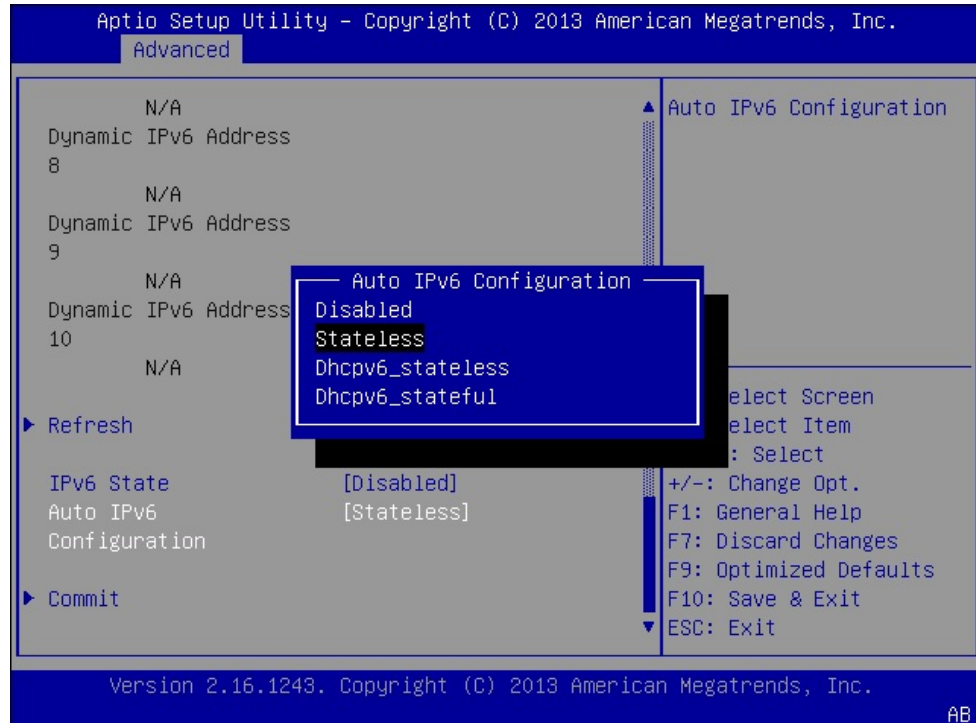 Aptio Setup Utility – Copyright (C) 2013 American Megatrends, Inc.
Advanced
N/A
Dynamic IPv6 Address
8
N/A
Dynamic IPv6 Address
9
N/A
Dynamic IPv6 Address
10
N/A
Refresh
IPv6 State [Disabled]
Auto IPv6 [Stateless]
Configuration
Commit
Auto IPv6 Configuration
Disabled
Stateless
Dhcpv6_stateless
Dhcpv6_stateful
Auto IPv6 Configuration
elect Screen
elect Item
: Select
+/-: Change Opt.
F1: General Help
F7: Discard Changes
F9: Optimized Defaults
F10: Save & Exit
ESC: Exit
Version 2.16.1243. Copyright (C) 2013 American Megatrends, Inc.
AB